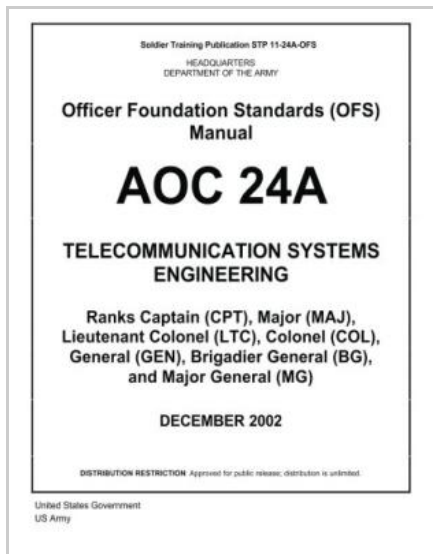 Soldier Training Publication STP 11-24A-OFS
HEADQUARTERS
DEPARTMENT OF THE ARMY
Officer Foundation Standards (OFS)
Manual
AOC 24A
TELECOMMUNICATION SYSTEMS
ENGINEERING
Ranks Captain (CPT), Major (MAJ),
Lieutenant Colonel (LTC), Colonel (COL),
General (GEN), Brigadier General (BG),
and Major General (MG)
DECEMBER 2002
DISTRIBUTION RESTRICTION Approved for public release; distribution is unlimited.
United States Government
US Army